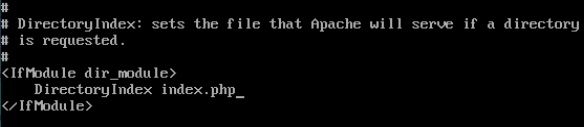 #
# DirectoryIndex: sets the file that Apache will serve if a directory
# is requested.
#
<IfModule dir_module>
    DirectoryIndex index.php_
</IfModule>